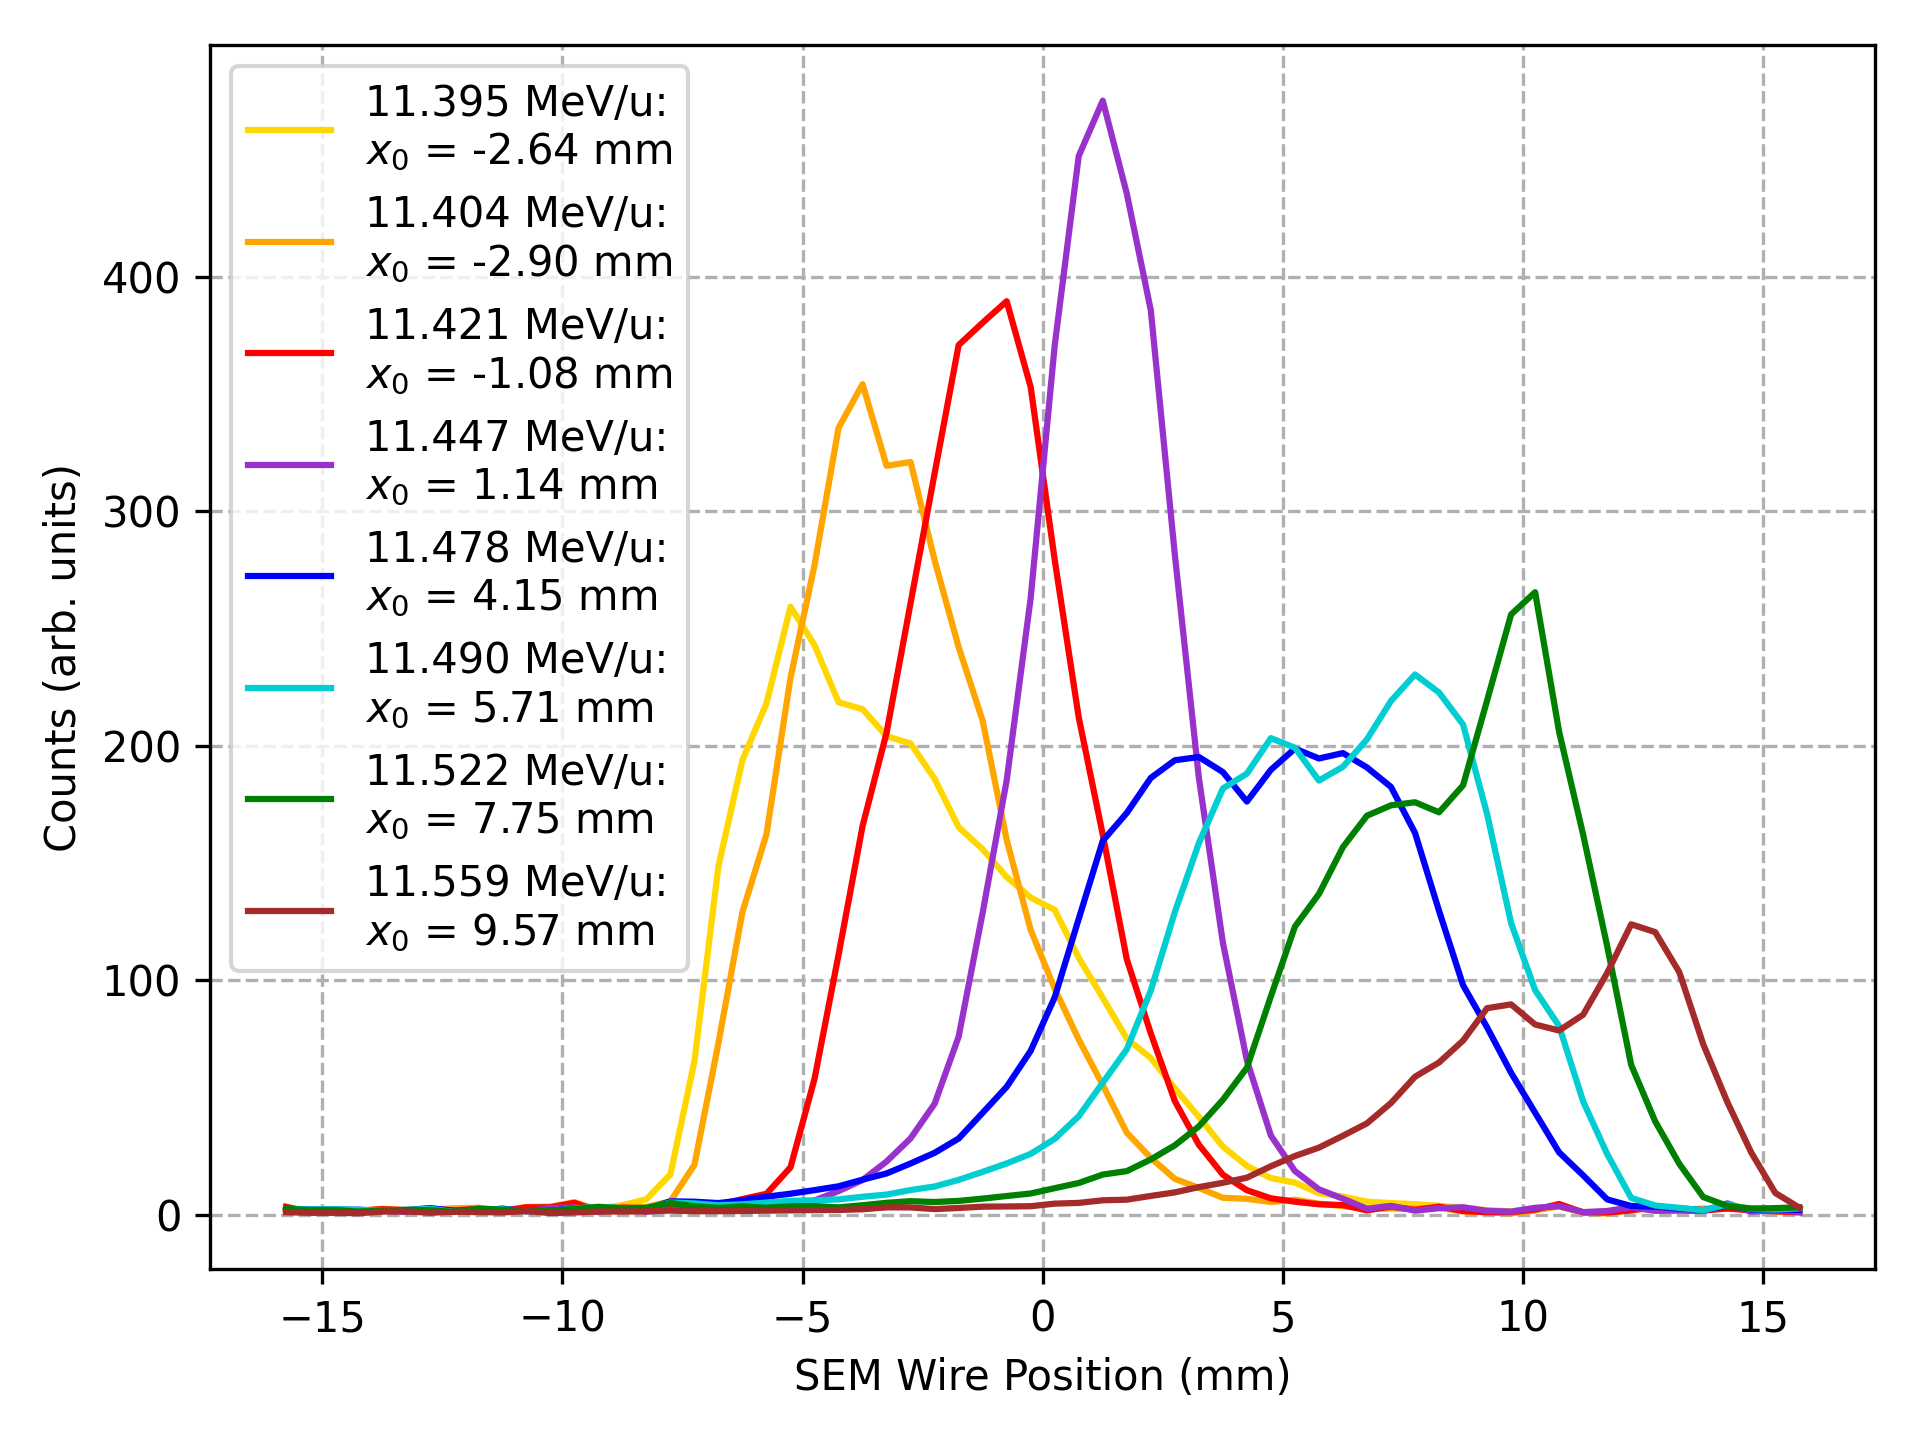 11.395 MeV/u:
x₀ = -2.64 mm
11.404 MeV/u:
x₀ = -2.90 mm
11.421 MeV/u:
x₀ = -1.08 mm
11.447 MeV/u:
x₀ = 1.14 mm
11.478 MeV/u:
x₀ = 4.15 mm
11.490 MeV/u:
x₀ = 5.71 mm
11.522 MeV/u:
x₀ = 7.75 mm
11.559 MeV/u:
x₀ = 9.57 mm
400
300
200
100
0
Counts (arb. units)
−15 −10 −5 0 5 10 15
SEM Wire Position (mm)